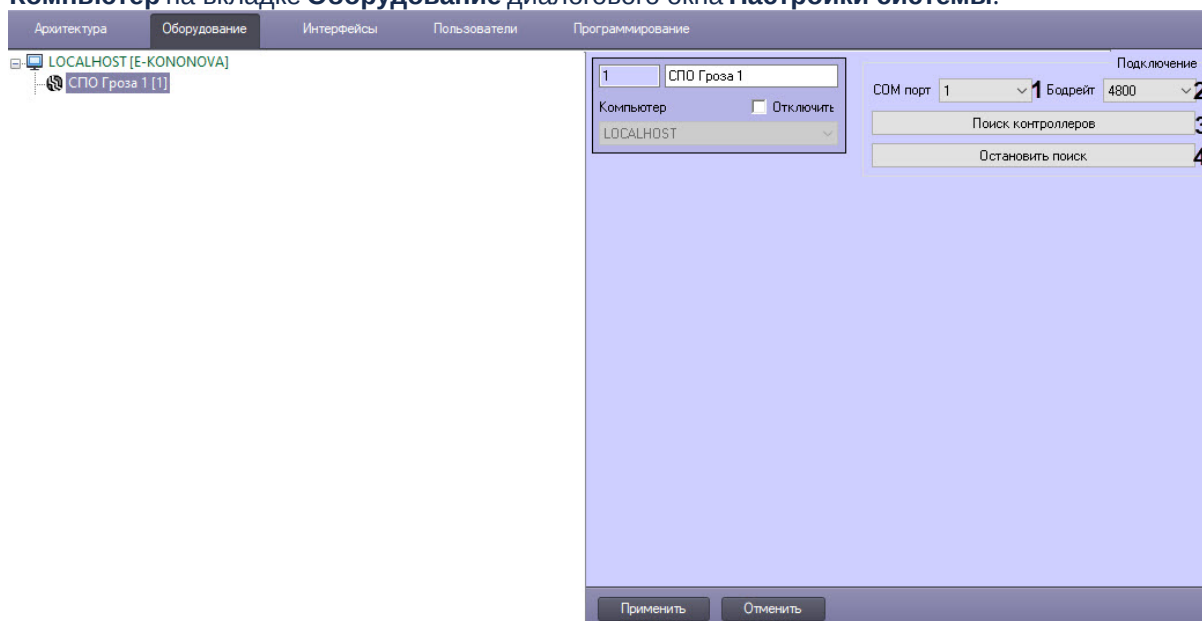 Компьютер на вкладке Оборудование диалогового окна Настройки системы.
Архитектура Оборудование Интерфейсы Пользователи Программирование
LOCALHOST [E-KONONOVA]
СПО Гроза 1 [1]
1 СПО Гроза 1
Компьютер Отключить
LOCALHOST
Подключение
COM порт 1 1 Бодрейт 4800 2
Поиск контроллеров 3
Остановить поиск 4
Применить Отменить